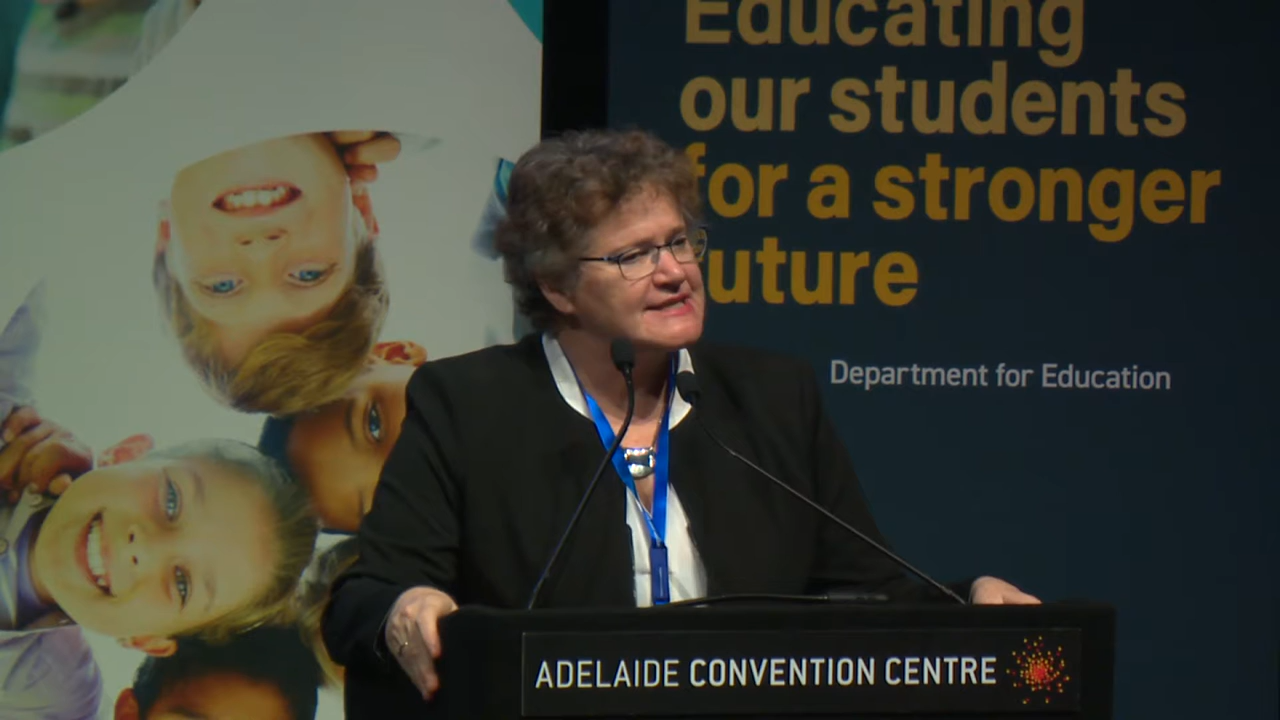 Educating
our students
for a stronger
future
Department for Education
ADELAIDE CONVENTION CENTRE